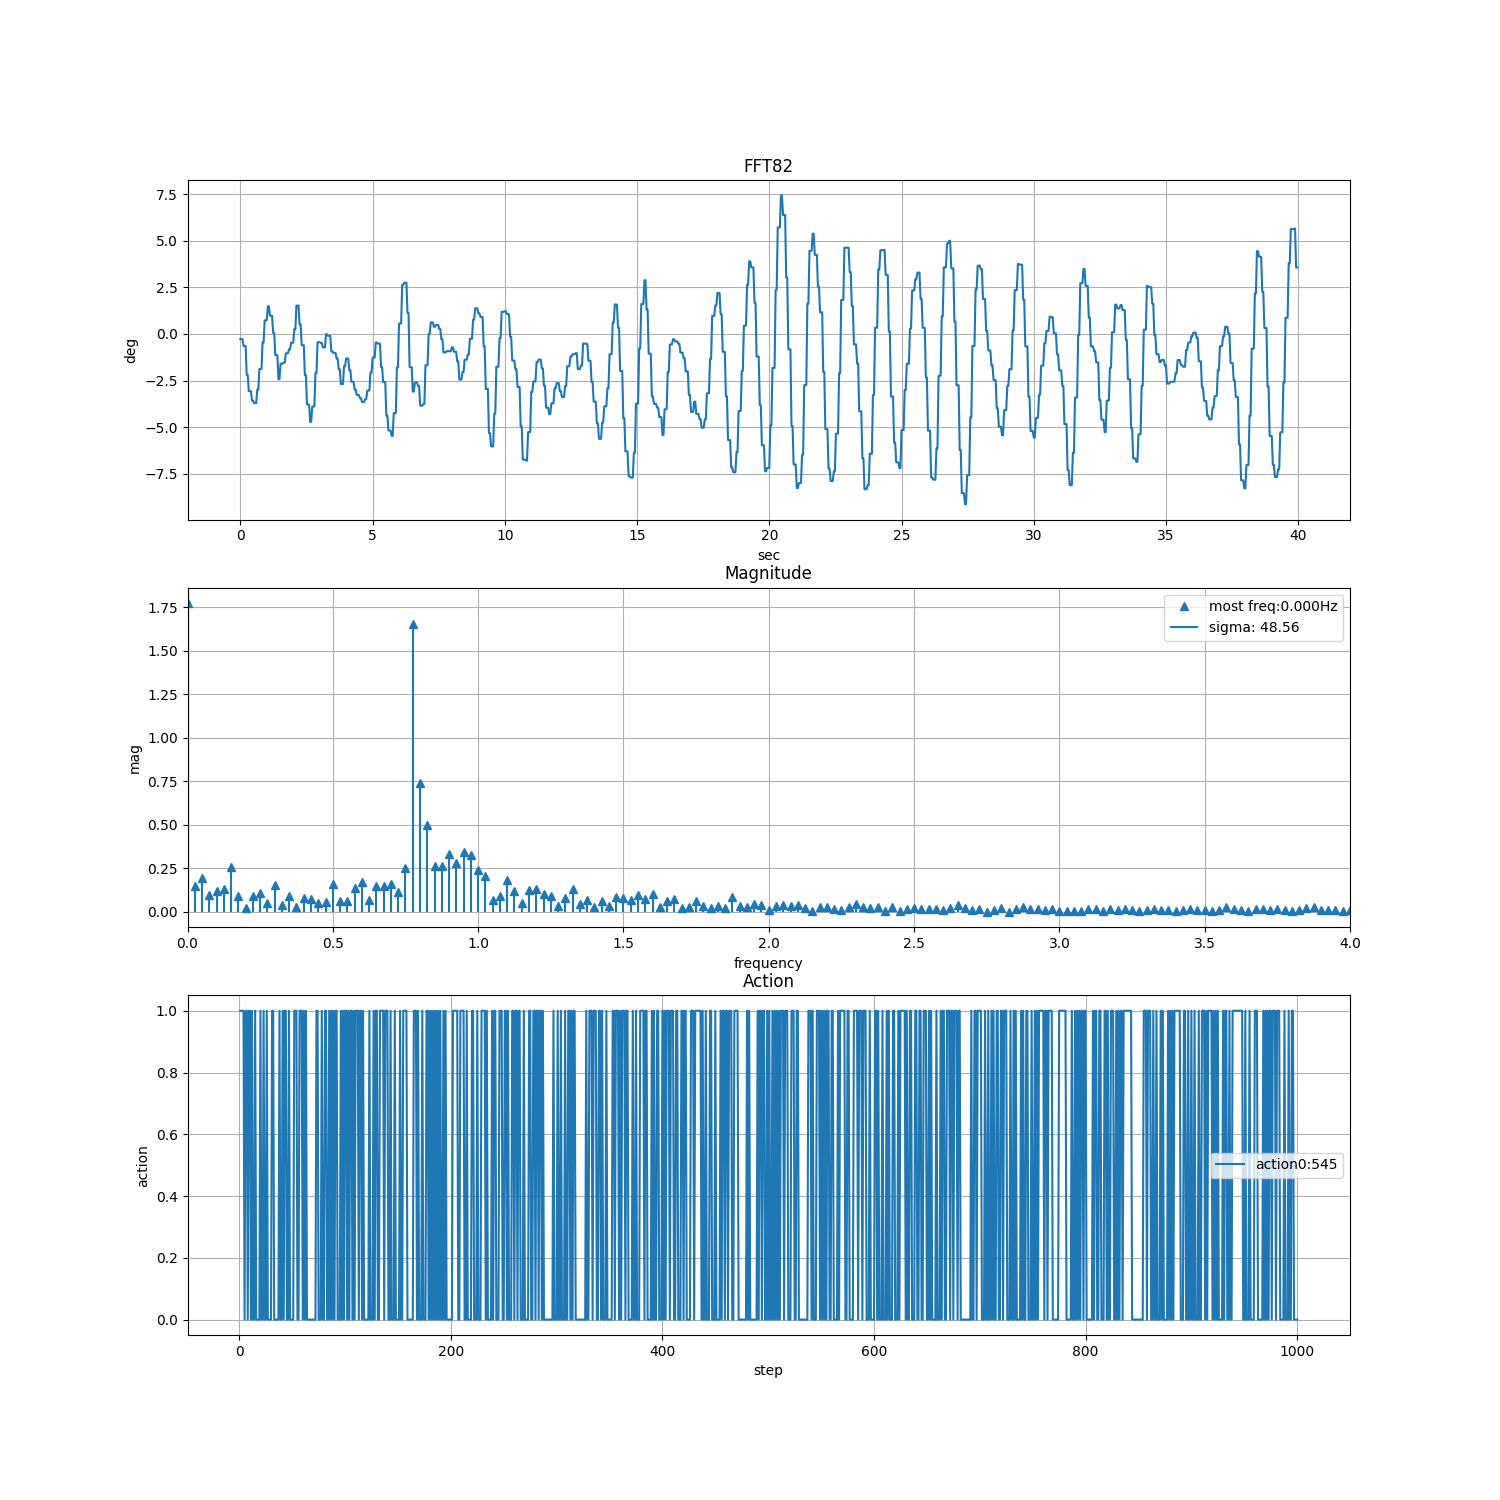 FFT82
7.5
5.0
2.5
0.0
−2.5
−5.0
−7.5
deg
0 5 10 15 20 25 30 35 40
sec
Magnitude
1.75
1.50
1.25
1.00
0.75
0.50
0.25
0.00
mag
most freq:0.000Hz
sigma: 48.56
0.0 0.5 1.0 1.5 2.0 2.5 3.0 3.5 4.0
frequency
Action
1.0
0.8
0.6
0.4
0.2
0.0
action
action0:545
0 200 400 600 800 1000
step